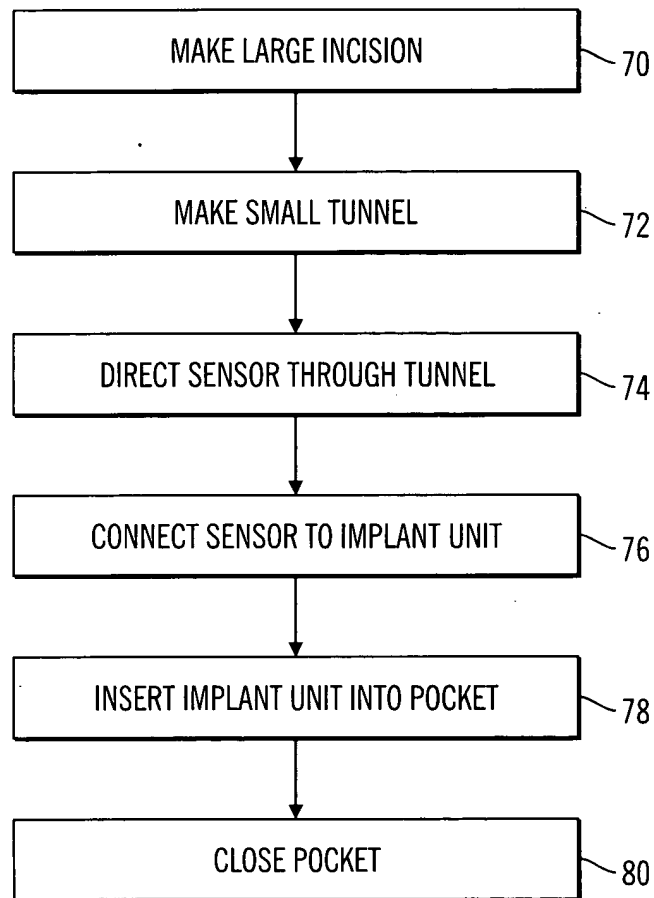 MAKE LARGE INCISION
70
MAKE SMALL TUNNEL
72
DIRECT SENSOR THROUGH TUNNEL
74
CONNECT SENSOR TO IMPLANT UNIT
76
INSERT IMPLANT UNIT INTO POCKET
78
CLOSE POCKET
80